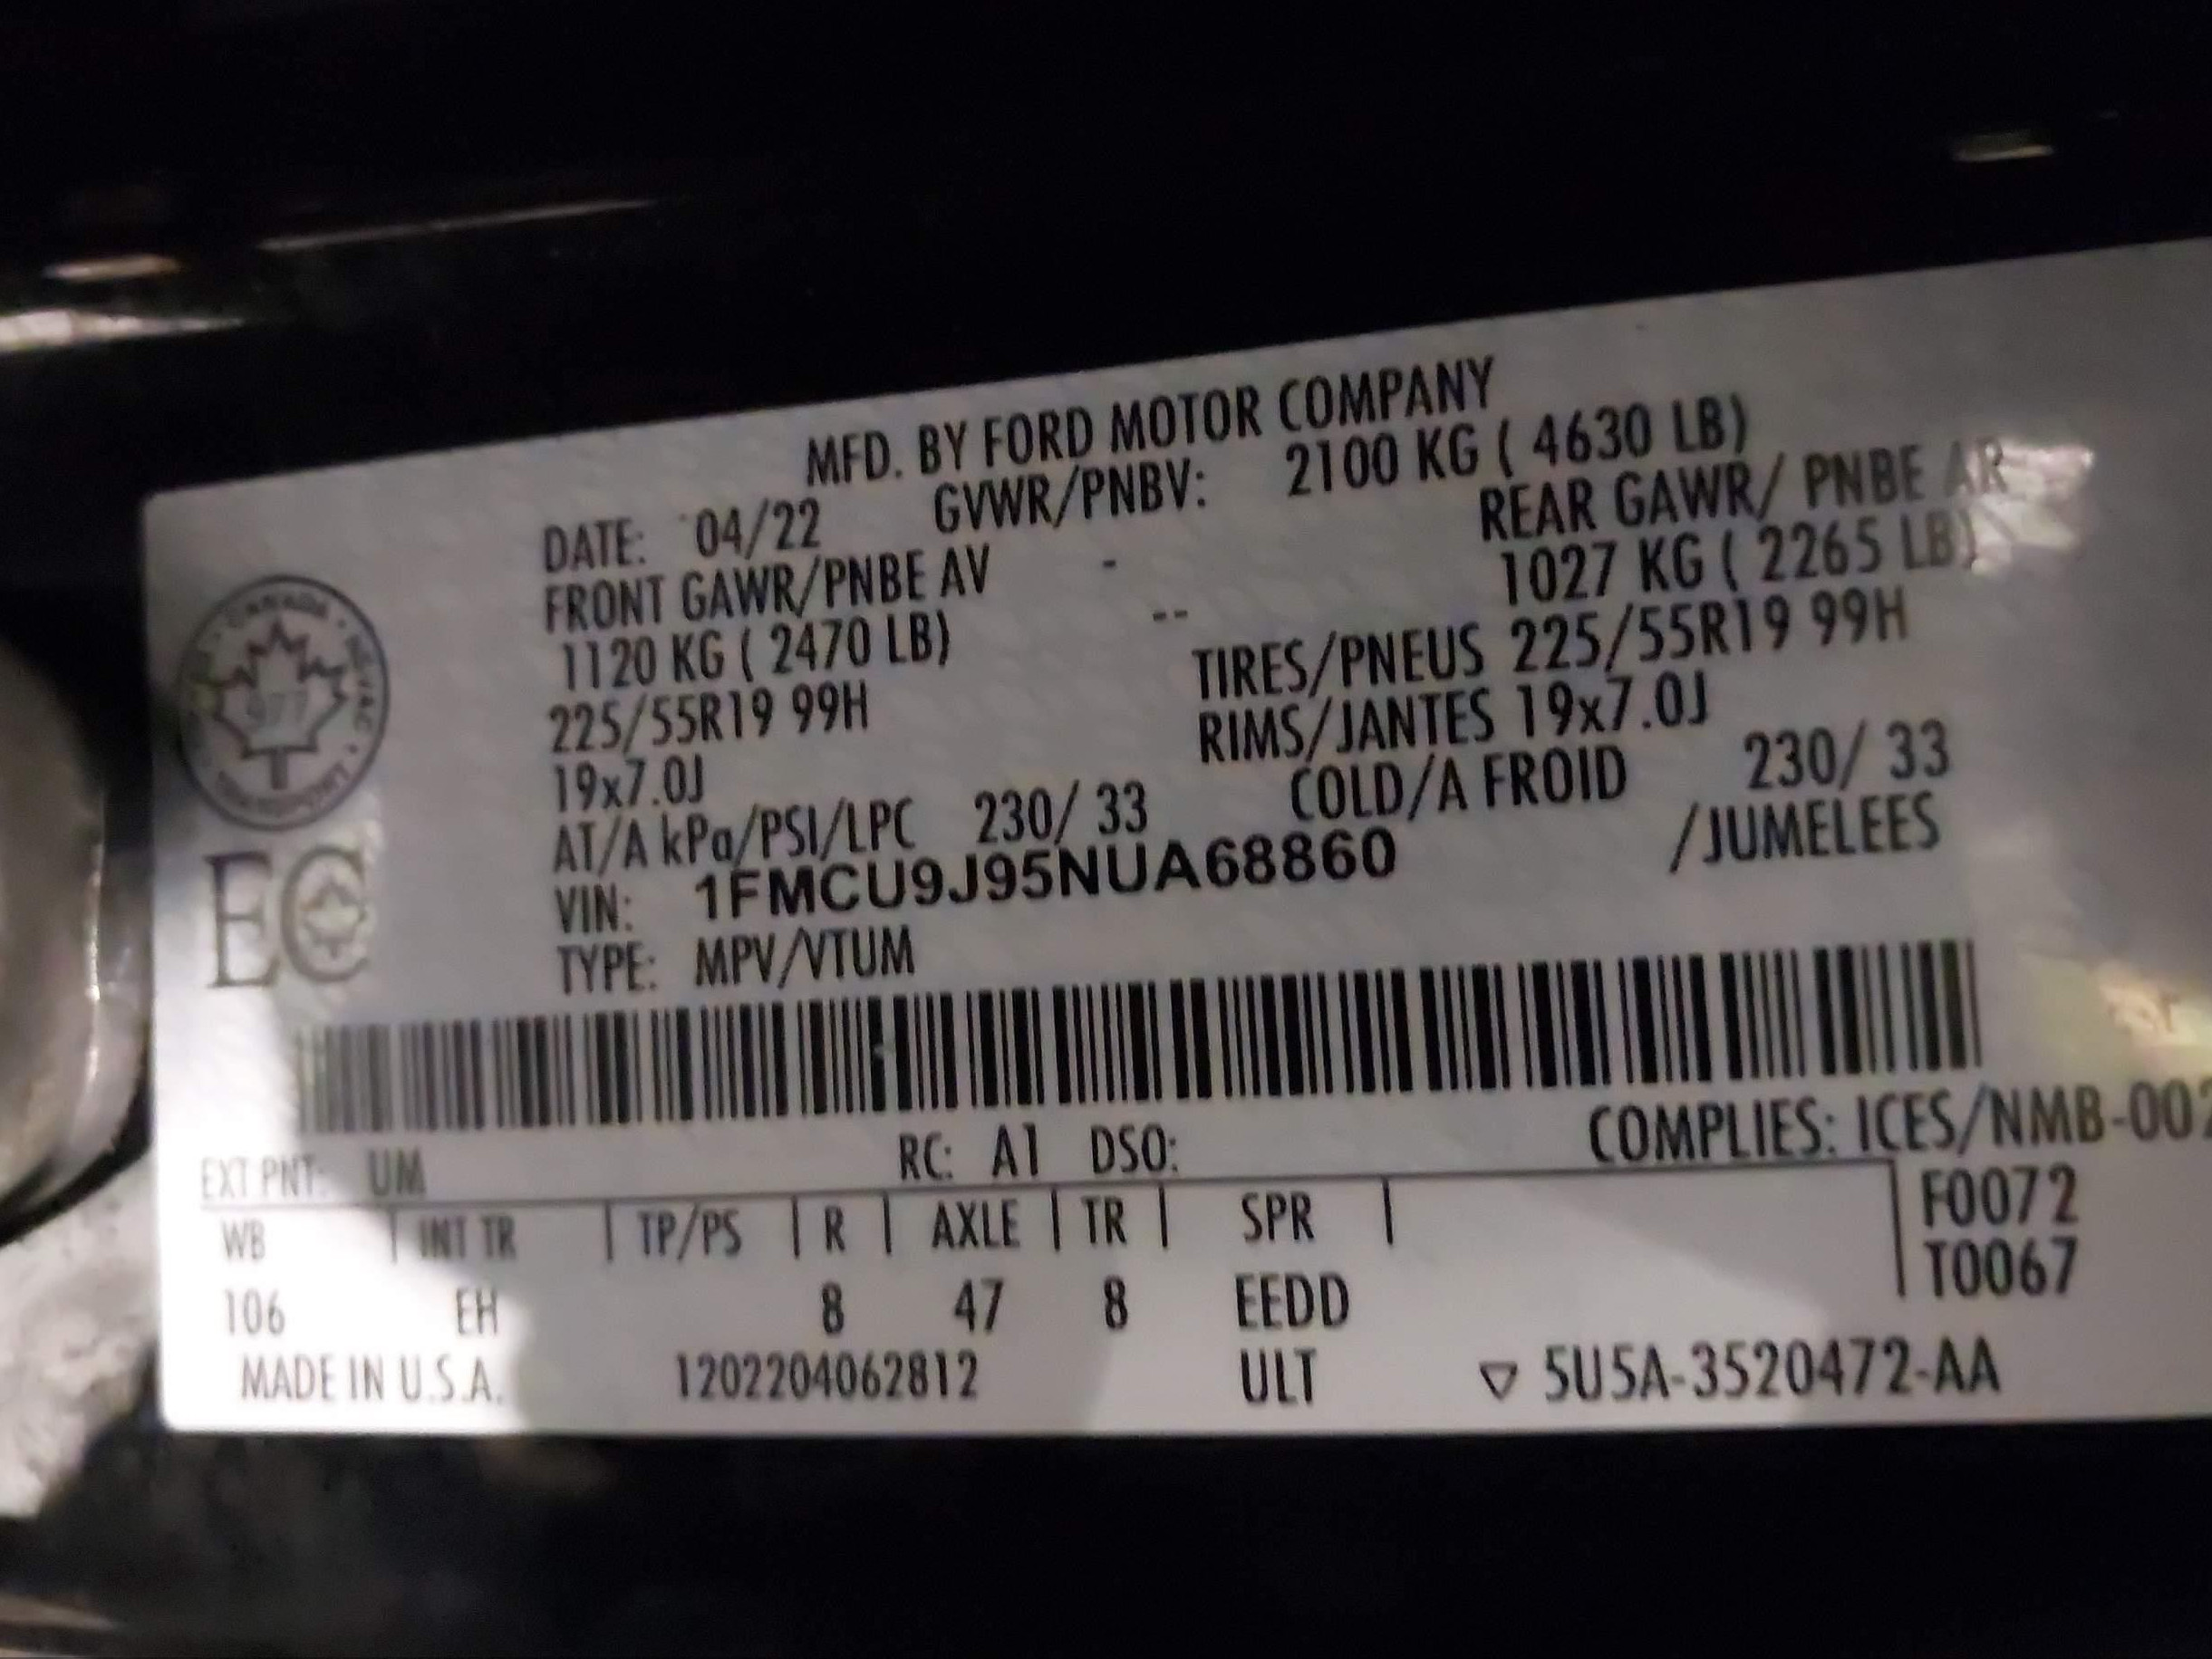 MFD. BY FORD MOTOR COMPANY
DATE: 04/22 GVWR/PNBV: 2100 KG ( 4630 LB)
FRONT GAWR/PNBE AV - REAR GAWR/ PNBE AR
1120 KG ( 2470 LB) -- 1027 KG ( 2265 LB)
225/55R19 99H TIRES/PNEUS 225/55R19 99H
19x7.0J RIMS/JANTES 19x7.0J
AT/A kPa/PSI/LPC 230/ 33 COLD/A FROID 230/ 33
VIN: 1FMCU9J95NUA68860 /JUMELEES
TYPE: MPV/VTUM
CANADA
977
EC
EXT PNT: UM RC: A1 DSO: COMPLIES: ICES/NMB-002
WB | INT TR | TP/PS | R | AXLE | TR | SPR | F0072
T0067
106 EH 8 47 8 EEDD
MADE IN U.S.A. 1202204062812 ULT ▽ 5U5A-3520472-AA